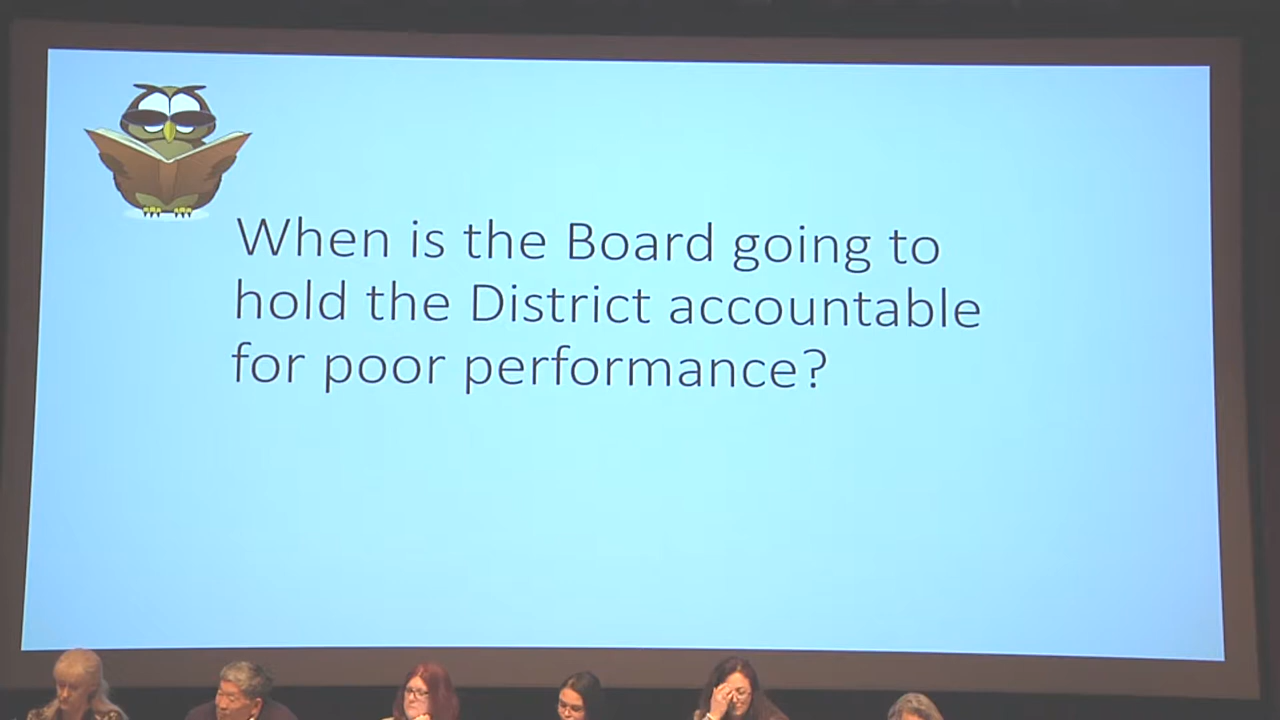 When is the Board going to
hold the District accountable
for poor performance?